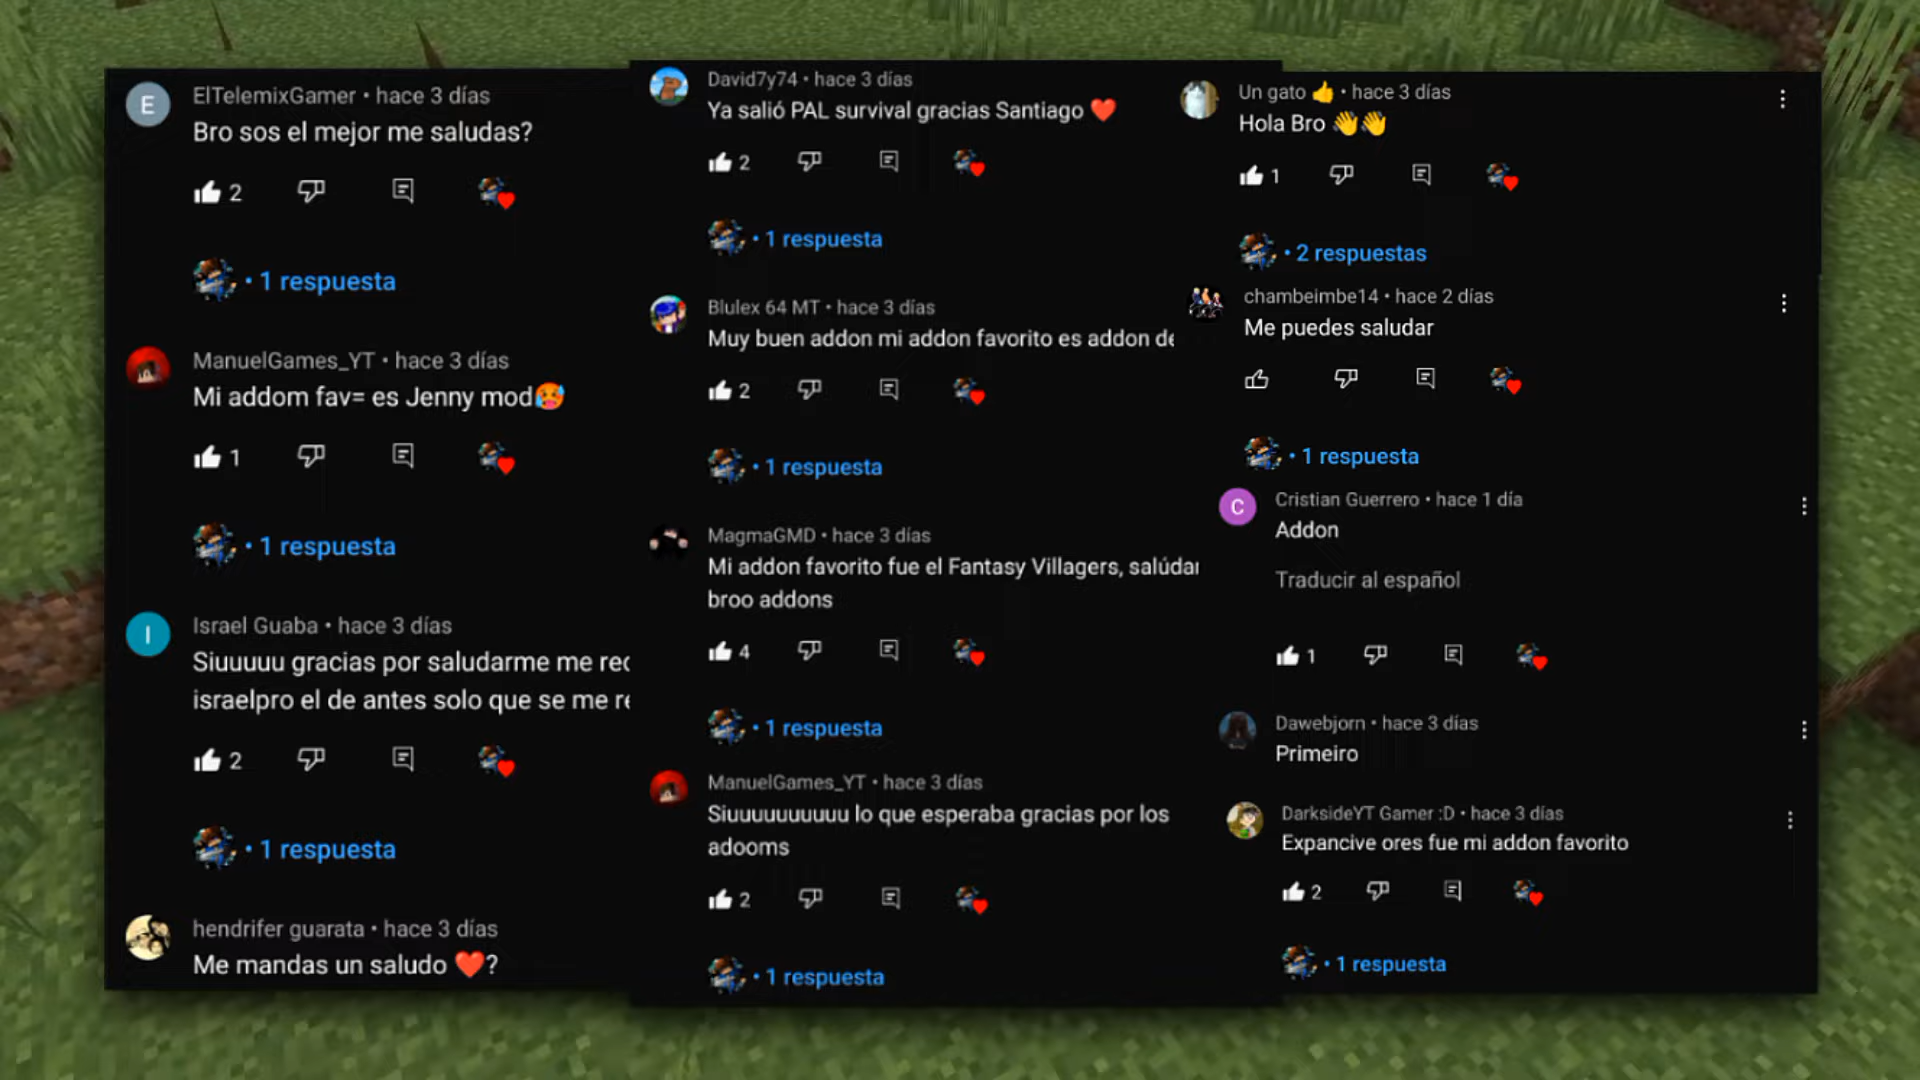 E
ElTelemixGamer • hace 3 días
Bro sos el mejor me saludas?
2
• 1 respuesta
ManuelGames_YT • hace 3 días
Mi addom fav= es Jenny mod🥵
1
• 1 respuesta
I
Israel Guaba • hace 3 días
Siuuuuu gracias por saludarme me
israelpro el de antes solo que se me
2
• 1 respuesta
hendrifer guarata • hace 3 días
Me mandas un saludo ❤️?
David7y74 • hace 3 días
Ya salió PAL survival gracias Santiago ❤️
2
• 1 respuesta
Blulex 64 MT • hace 3 días
Muy buen addon mi addon favorito es addon de
2
• 1 respuesta
MagmaGMD • hace 3 días
Mi addon favorito fue el Fantasy Villagers, salúdar
broo addons
4
• 1 respuesta
ManuelGames_YT • hace 3 días
Siuuuuuuuuuu lo que esperaba gracias por los
adooms
2
• 1 respuesta
Un gato 👍 • hace 3 días
Hola Bro 👋👋
1
• 2 respuestas
chambeimbe14 • hace 2 días
Me puedes saludar
• 1 respuesta
C
Cristian Guerrero • hace 1 día
Addon
Traducir al español
1
Dawebjorn • hace 3 días
Primeiro
DarksideYT Gamer :D • hace 3 días
Expancive ores fue mi addon favorito
2
• 1 respuesta